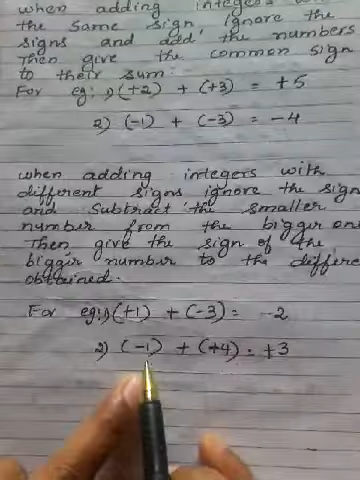 when adding integers with
the same sign, ignore the
signs and add the numbers
Then give the common sign
to their sum.
For eg:- 1) (+2) + (+3) = +5
2) (-1) + (-3) = -4
when adding integers with
different signs ignore the sign
and subtract the smaller
number from the bigger one
Then give the sign of the
biggir number to the differe
obtained.
For eg:- 1) (+1) + (-3) = -2
2) (-1) + (+4) = +3